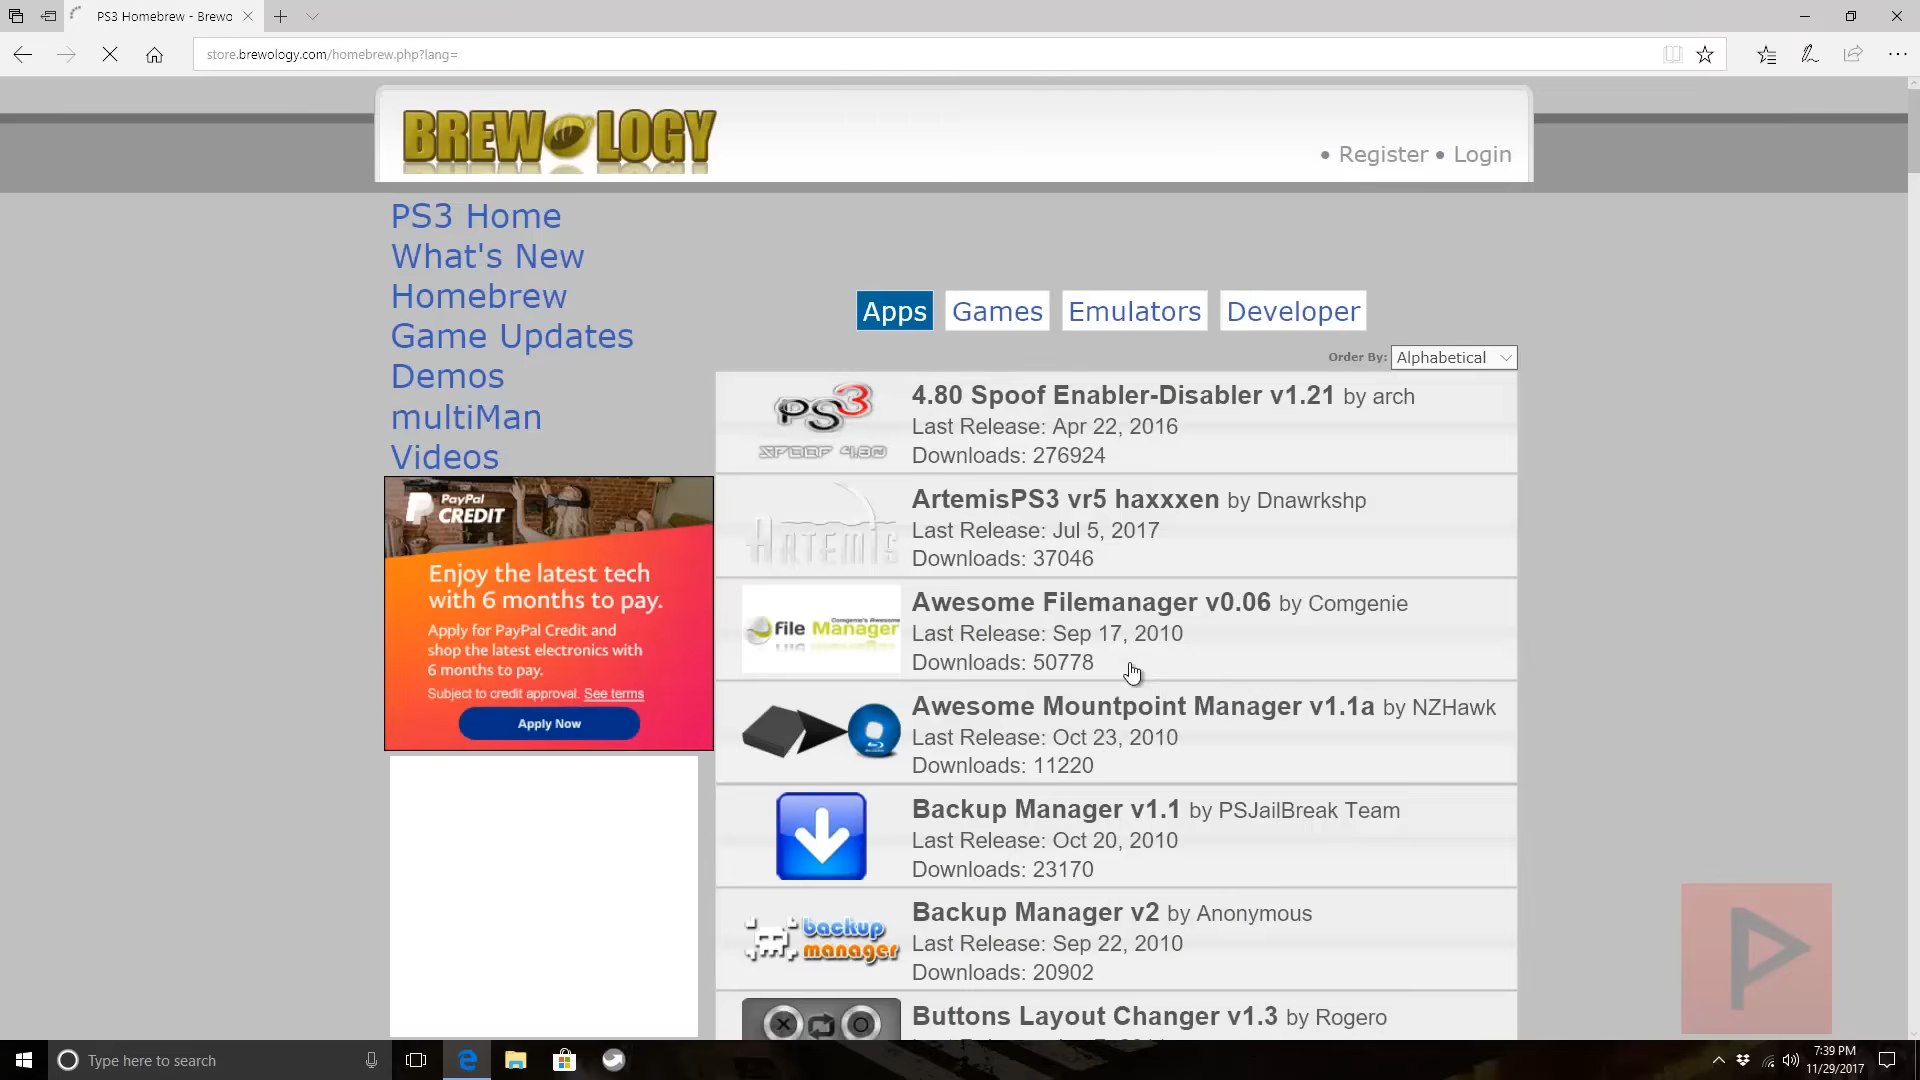 PS3 Homebrew - Brewo
store.brewology.com/homebrew.php?lang=
BREWOLOGY
• Register • Login
PS3 Home
What's New
Homebrew
Game Updates
Demos
multiMan
Videos
Apps Games Emulators Developer
Order By: Alphabetical
PS3
SPOOF 4.80
4.80 Spoof Enabler-Disabler v1.21 by arch
Last Release: Apr 22, 2016
Downloads: 276924
ARTEMIS
ArtemisPS3 vr5 haxxxen by Dnawrkshp
Last Release: Jul 5, 2017
Downloads: 37046
Comgenie's Awesome
File Manager
Awesome Filemanager v0.06 by Comgenie
Last Release: Sep 17, 2010
Downloads: 50778
Awesome Mountpoint Manager v1.1a by NZHawk
Last Release: Oct 23, 2010
Downloads: 11220
Backup Manager v1.1 by PSJailBreak Team
Last Release: Oct 20, 2010
Downloads: 23170
backup
manager
Backup Manager v2 by Anonymous
Last Release: Sep 22, 2010
Downloads: 20902
Buttons Layout Changer v1.3 by Rogero
PayPal
CREDIT
Enjoy the latest tech
with 6 months to pay.
Apply for PayPal Credit and
shop the latest electronics with
6 months to pay.
Subject to credit approval. See terms
Apply Now
P
Type here to search
7:39 PM
11/29/2017